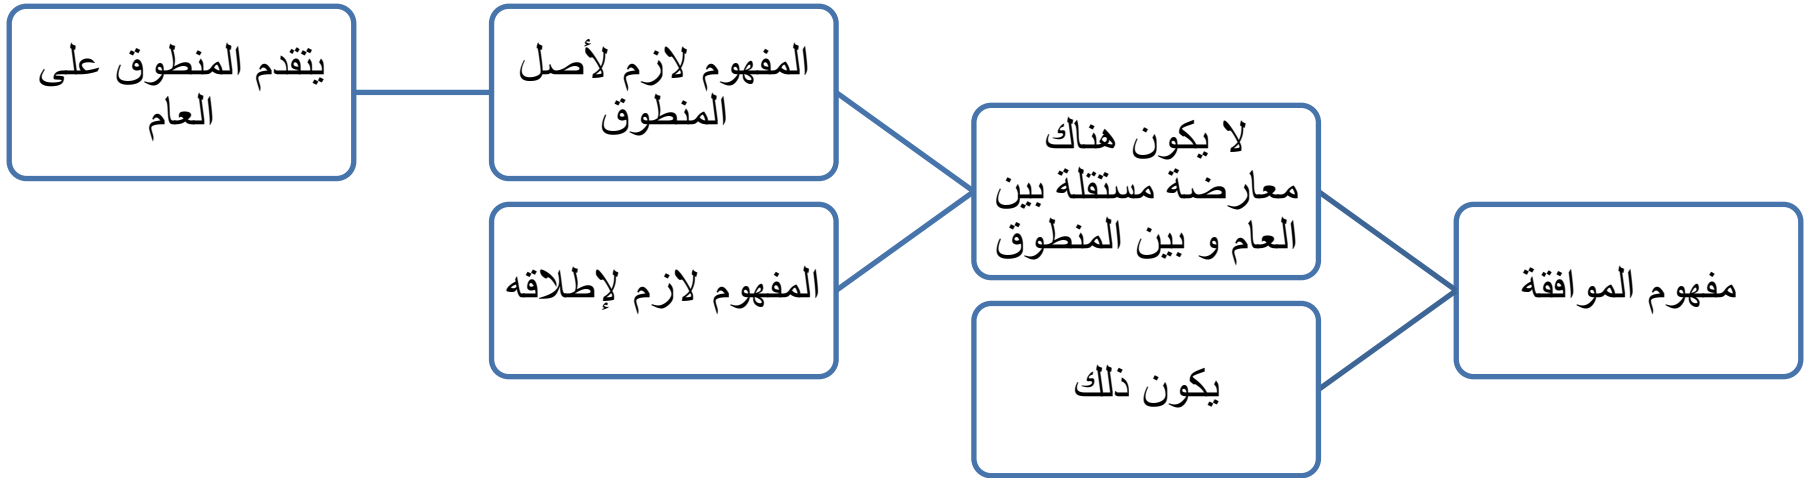 مفهوم الموافقة
لا يكون هناك
معارضة مستقلة بين
العام و بين المنطوق
المفهوم لازم لأصل
المنطوق
يتقدم المنطوق على
العام
المفهوم لازم لإطلاقه
يكون ذلك